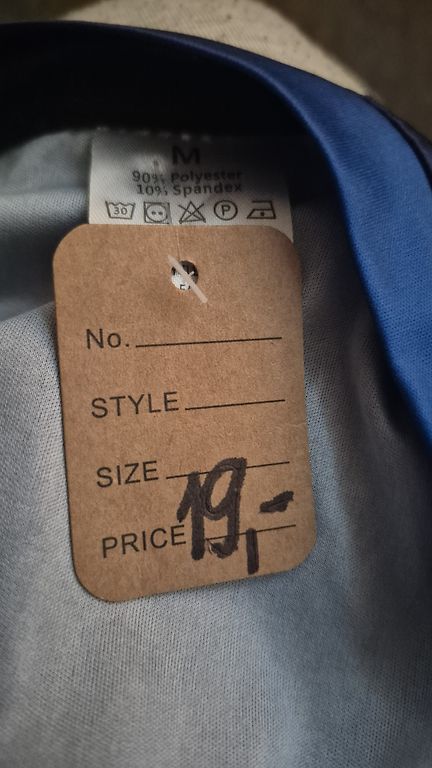 M
90% Polyester
10% Spandex
30 P
No.
STYLE
SIZE
PRICE 19,-